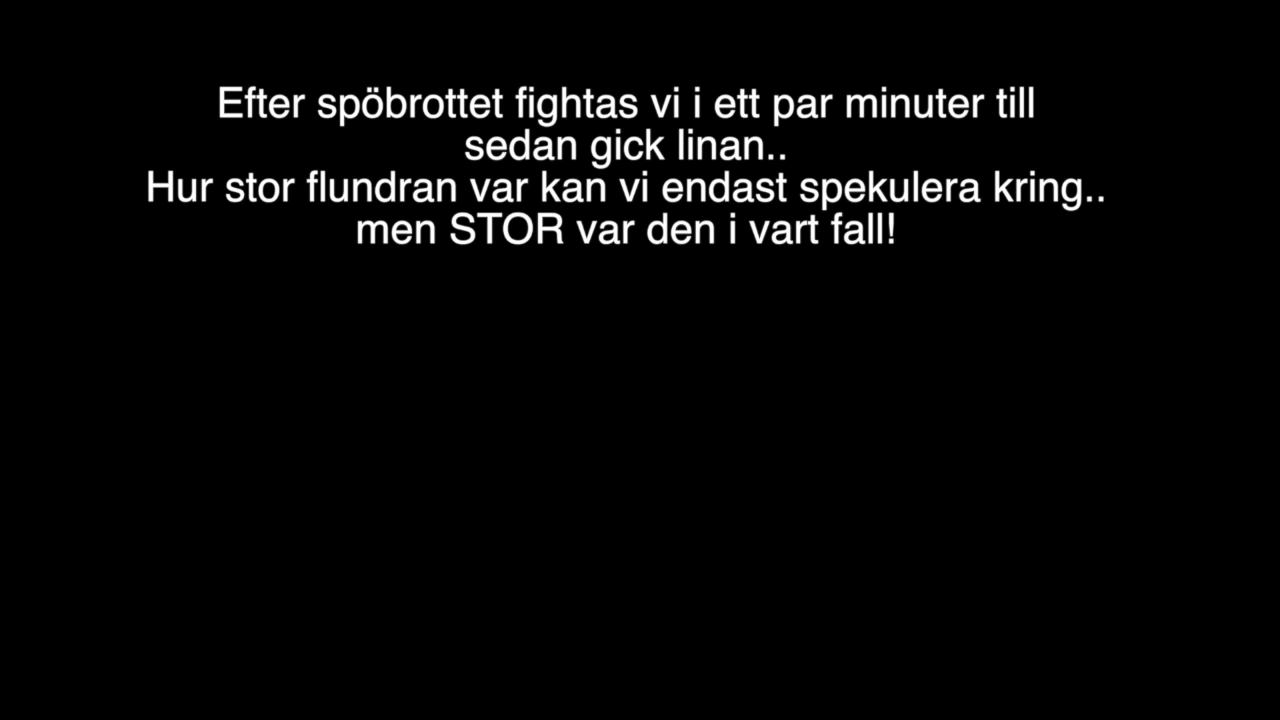 Efter spöbrottet fightas vi i ett par minuter till
sedan gick linan..
Hur stor flundran var kan vi endast spekulera kring..
men STOR var den i vart fall!